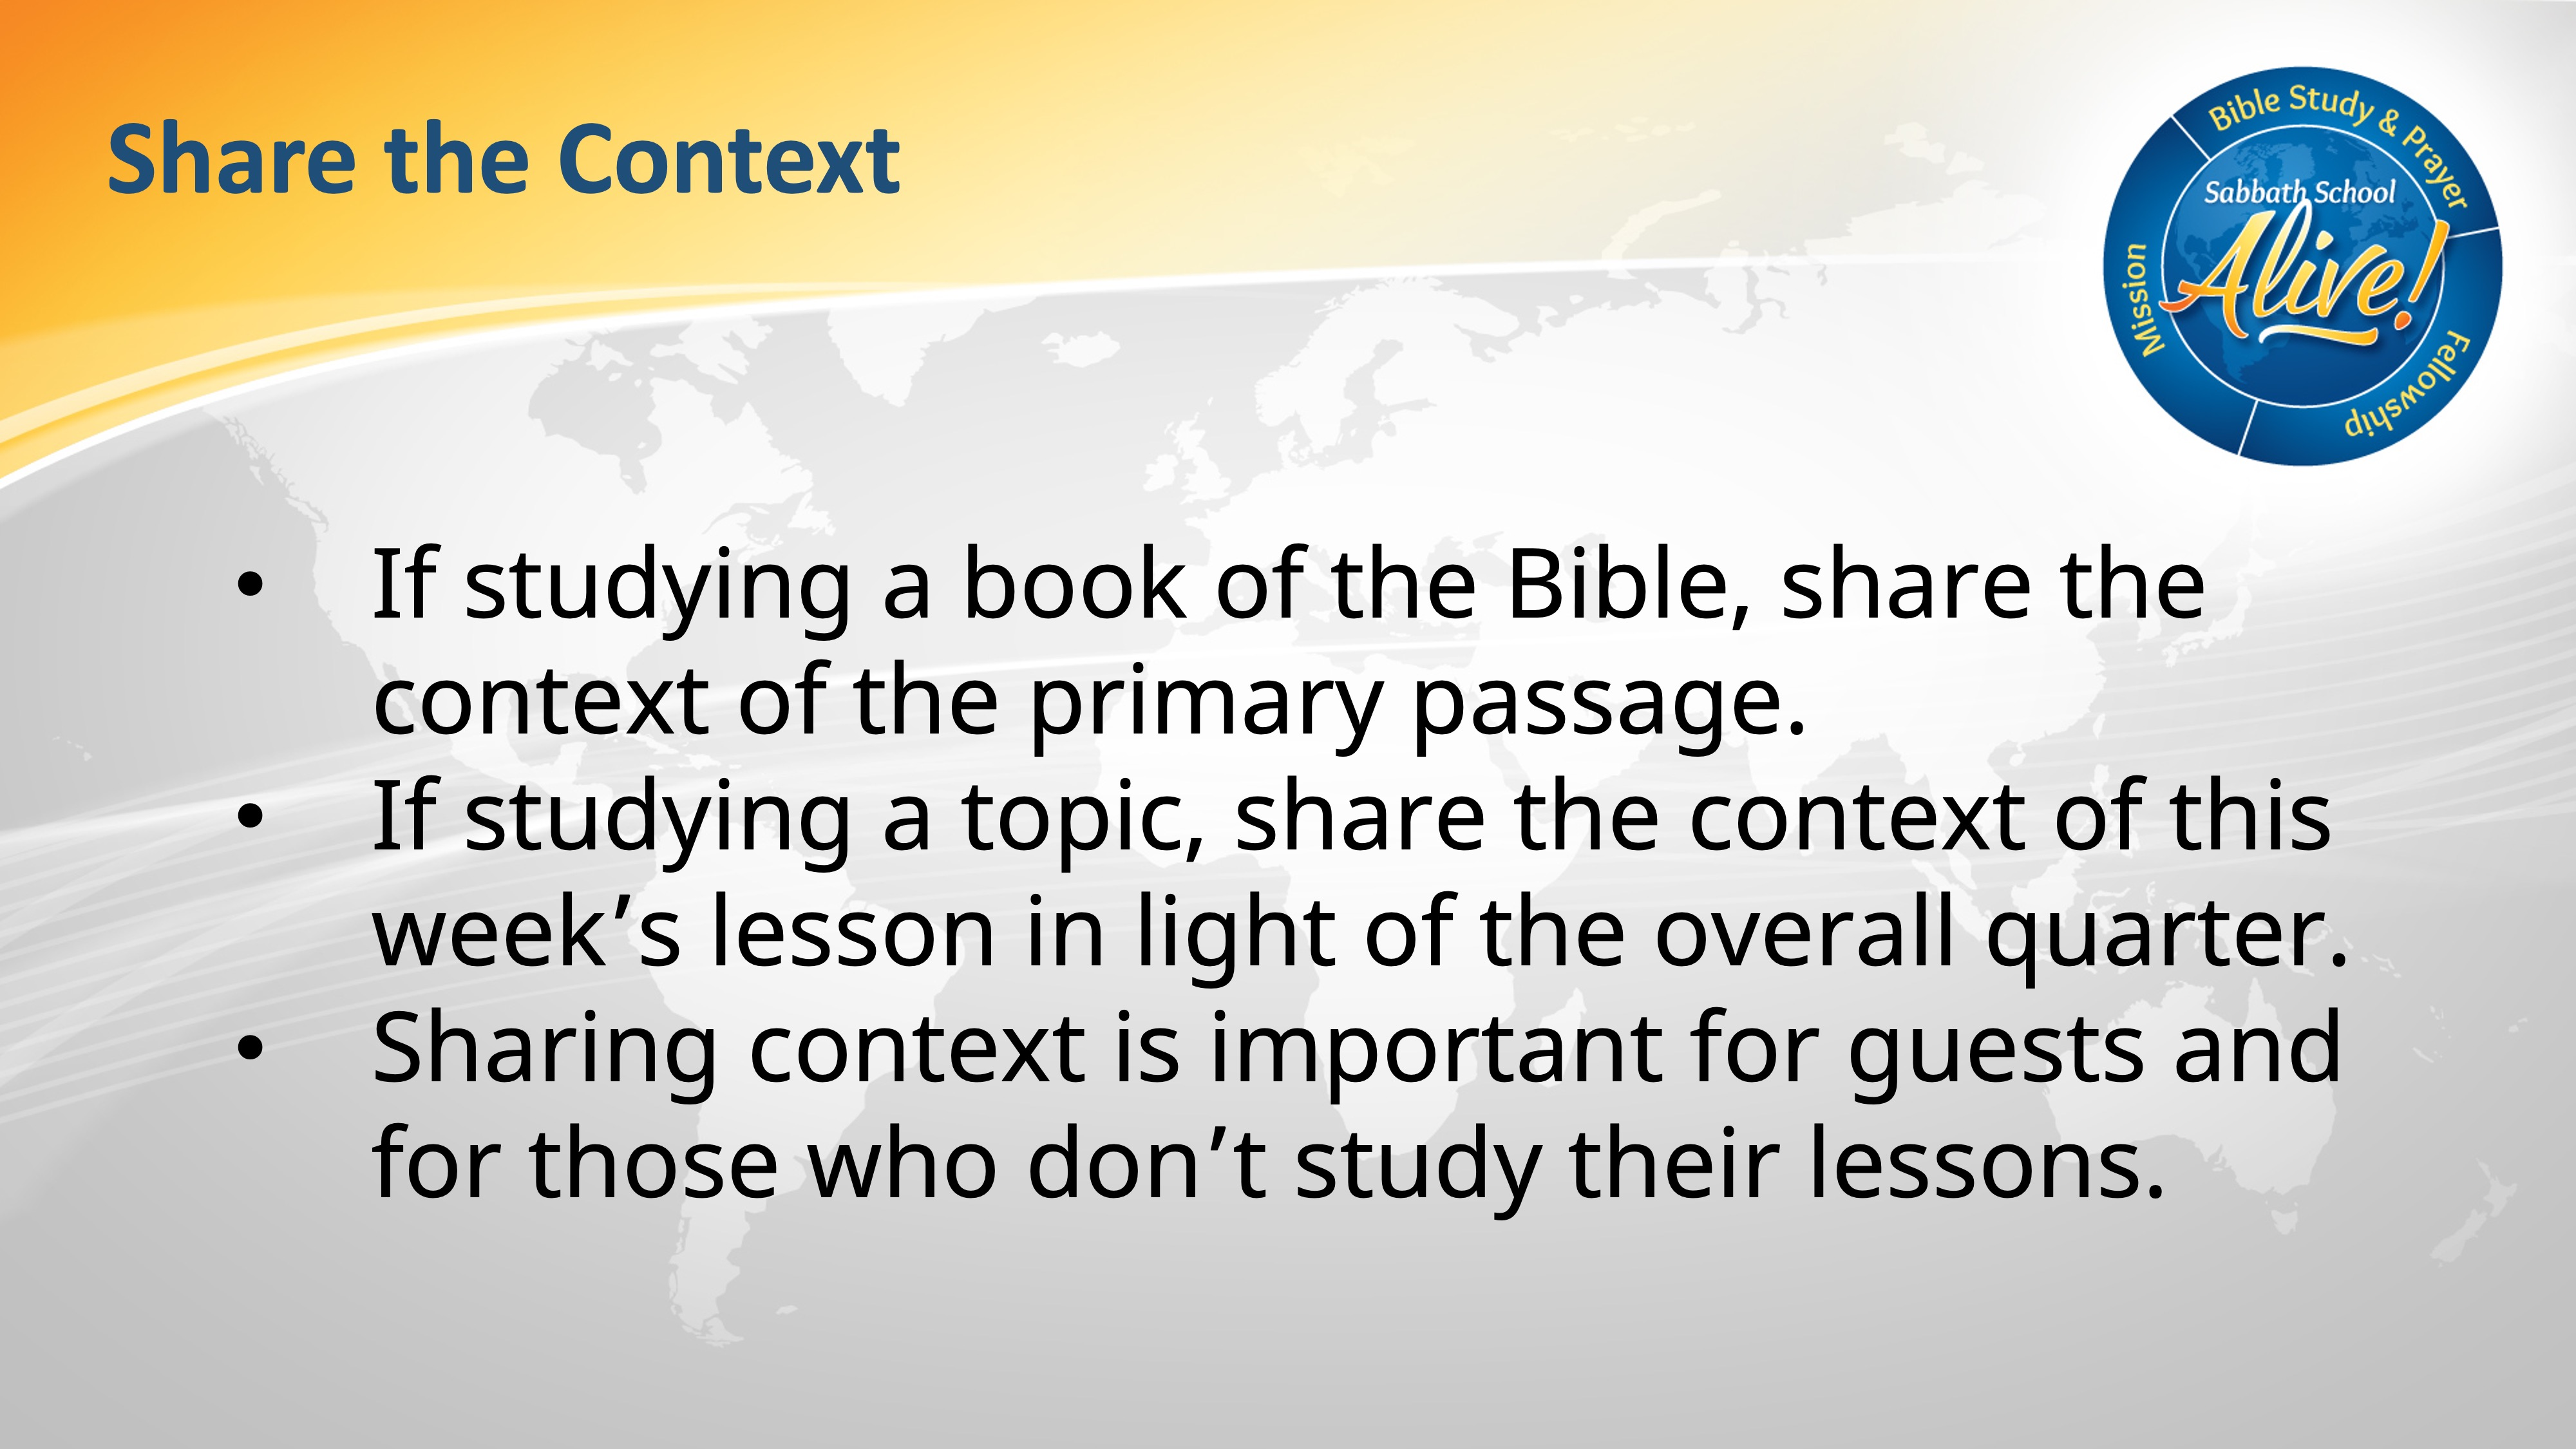 Share the Context
Bible Study & Prayer
Sabbath School
Alive!
Mission
Fellowship
• If studying a book of the Bible, share the
context of the primary passage.
• If studying a topic, share the context of this
week’s lesson in light of the overall quarter.
• Sharing context is important for guests and
for those who don’t study their lessons.